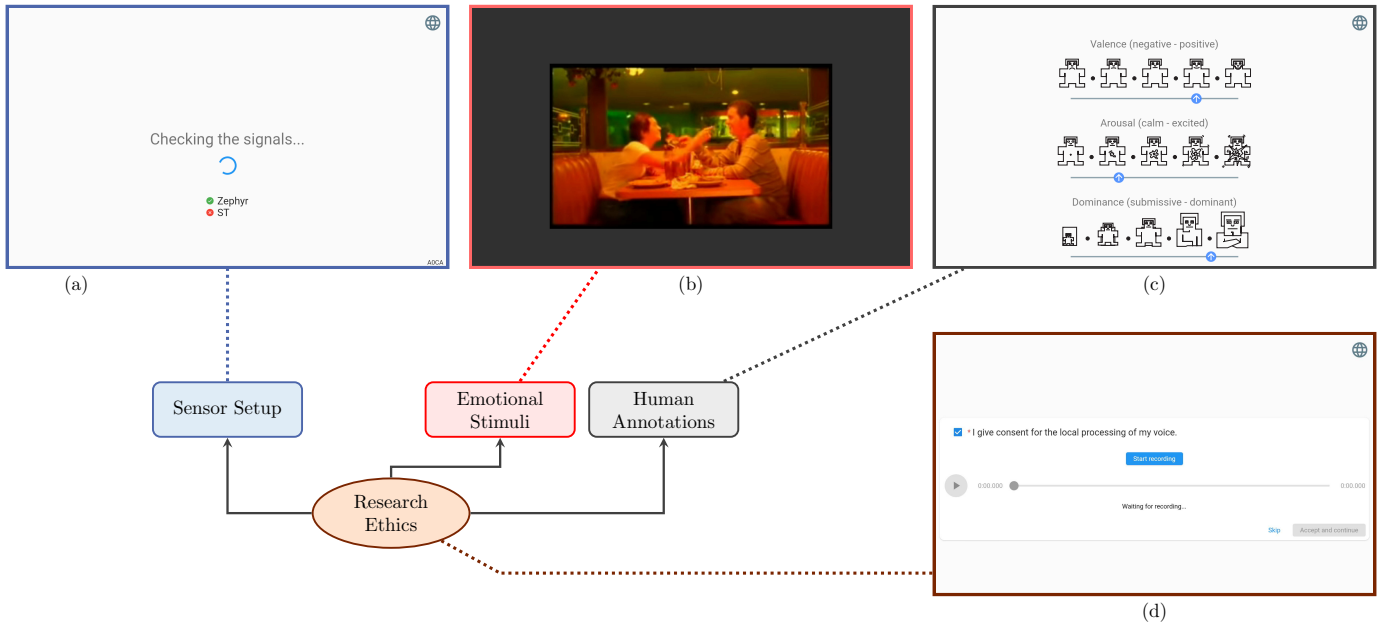 Checking the signals...
Zephyr
ST
A0CA
(a)
(b)
Valence (negative - positive)
Arousal (calm - excited)
Dominance (submissive - dominant)
(c)
Sensor Setup
Emotional
Stimuli
Human
Annotations
Research
Ethics
* I give consent for the local processing of my voice.
Start recording
0:00.000
0:00.000
Waiting for recording...
Skip
Accept and continue
(d)